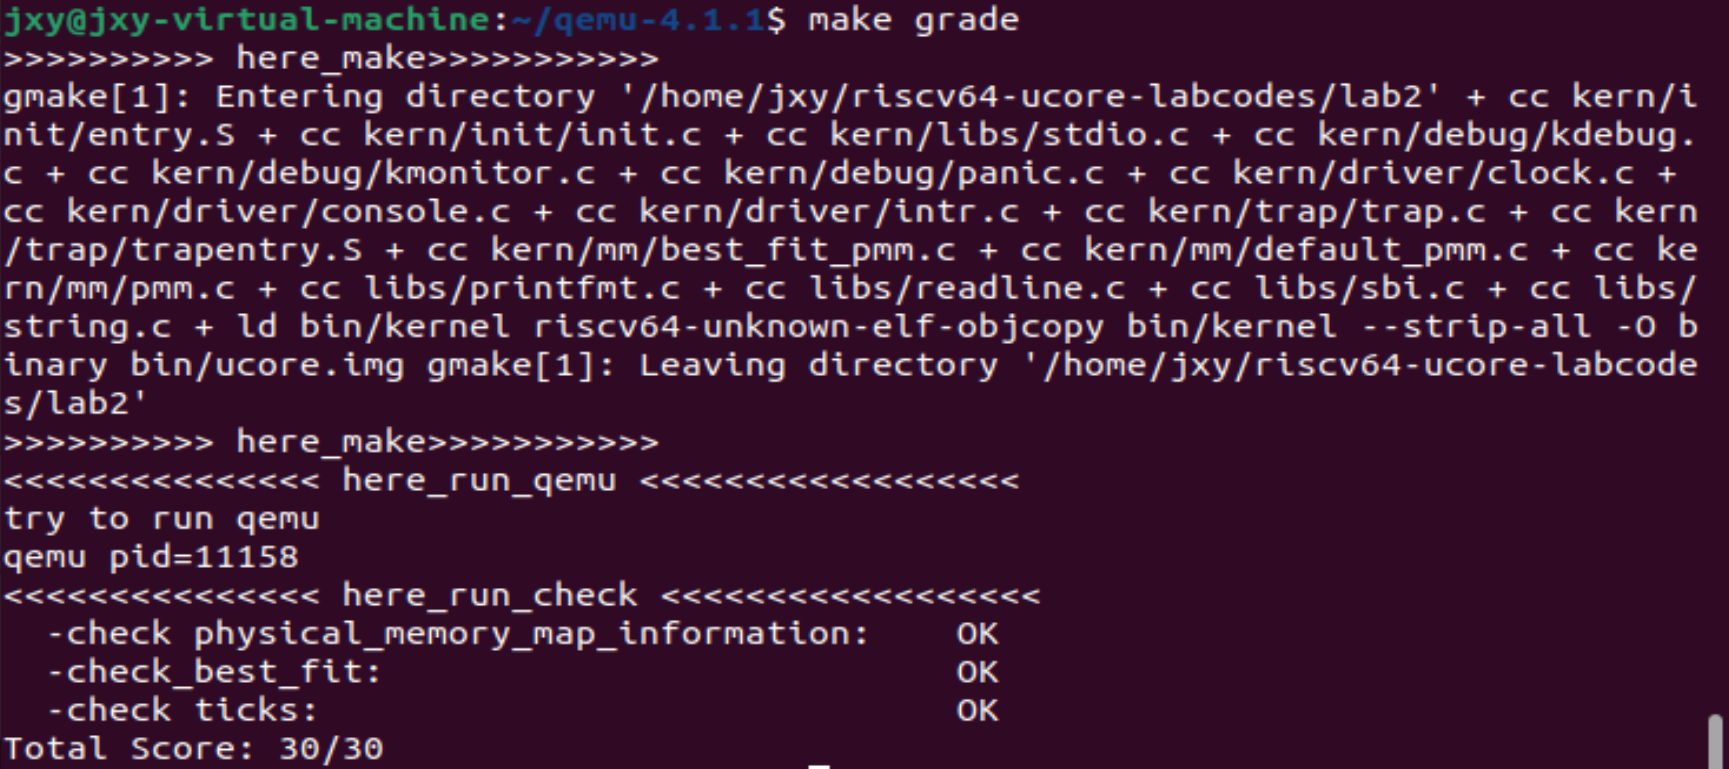 jxy@jxy-virtual-machine:~/qemu-4.1.1$ make grade
>>>>>>>>>> here_make>>>>>>>>>>>
gmake[1]: Entering directory '/home/jxy/riscv64-ucore-labcodes/lab2' + cc kern/i
nit/entry.S + cc kern/init/init.c + cc kern/libs/stdio.c + cc kern/debug/kdebug.
c + cc kern/debug/kmonitor.c + cc kern/debug/panic.c + cc kern/driver/clock.c +
cc kern/driver/console.c + cc kern/driver/intr.c + cc kern/trap/trap.c + cc kern
/trap/trapentry.S + cc kern/mm/best_fit_pmm.c + cc kern/mm/default_pmm.c + cc ke
rn/mm/pmm.c + cc libs/printfmt.c + cc libs/readline.c + cc libs/sbi.c + cc libs/
string.c + ld bin/kernel riscv64-unknown-elf-objcopy bin/kernel --strip-all -O b
inary bin/ucore.img gmake[1]: Leaving directory '/home/jxy/riscv64-ucore-labcode
s/lab2'
>>>>>>>>>> here_make>>>>>>>>>>>
<<<<<<<<<<<<<<< here_run_qemu <<<<<<<<<<<<<<<<<<
try to run qemu
qemu pid=11158
<<<<<<<<<<<<<<< here_run_check <<<<<<<<<<<<<<<<<<
  -check physical_memory_map_information:    OK
  -check_best_fit:                           OK
  -check ticks:                              OK
Total Score: 30/30